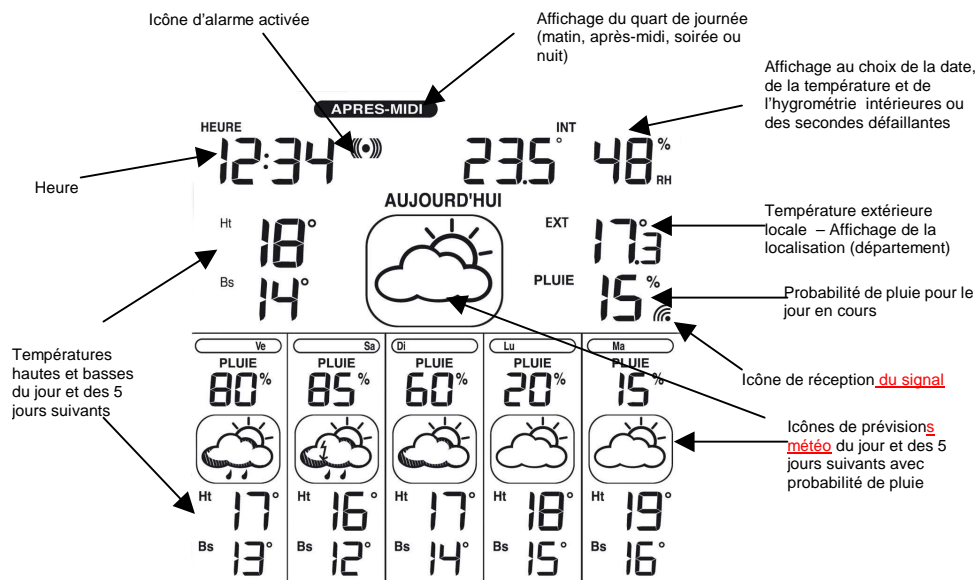 Icône d'alarme activée
Affichage du quart de journée
(matin, après-midi, soirée ou
nuit)
Affichage au choix de la date,
de la température et de
l'hygrométrie intérieures ou
des secondes défaillantes
APRES-MIDI
HEURE
12:34
INT
23.5°
48%
RH
Heure
AUJOURD'HUI
Ht
18°
Bs
14°
EXT
17.3°
PLUIE
15%
Température extérieure
locale – Affichage de la
localisation (département)
Probabilité de pluie pour le
jour en cours
Icône de réception du signal
Icônes de prévisions
météo du jour et des 5
jours suivants avec
probabilité de pluie
Températures
hautes et basses
du jour et des 5
jours suivants
Ve Sa Di Lu Ma
PLUIE PLUIE PLUIE PLUIE PLUIE
80% 85% 60% 20% 15%
Ht 17° Ht 16° Ht 17° Ht 18° Ht 19°
Bs 13° Bs 12° Bs 14° Bs 15° Bs 16°